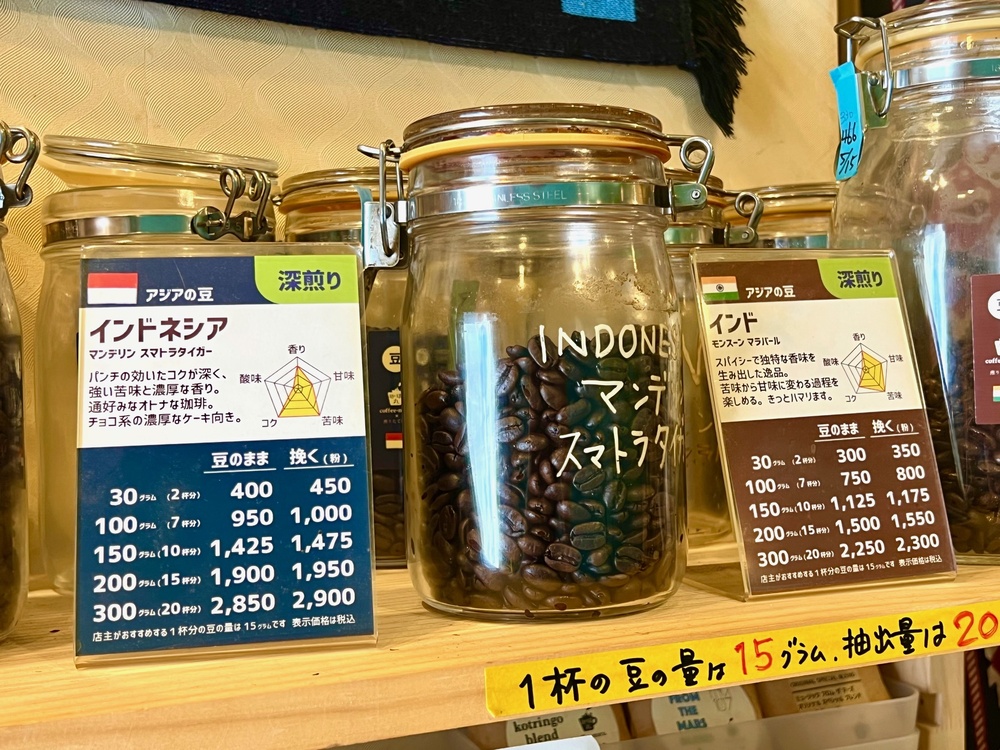 アジアの豆
深煎り
インドネシア
マンデリン スマトラタイガー
パンチの効いたコクが深く、
強い苦味と濃厚な香り。
通好みなオトナな珈琲。
チョコ系の濃厚なケーキ向き。
香り
酸味
甘味
コク
苦味
豆のまま 挽く(粉)
30グラム (2杯分) 400 450
100グラム (7杯分) 950 1,000
150グラム (10杯分) 1,425 1,475
200グラム (15杯分) 1,900 1,950
300グラム (20杯分) 2,850 2,900
店主がおすすめする1杯分の豆の量は15グラムです 表示価格は税込
NLESS STEEL
INDONE
マンデ
スマトラタイ
アジアの豆
深煎り
インド
モンスーン マラバール
スパイシーで独特な香味を
生み出した逸品。
苦味から甘味に変わる過程を
楽しめる。きっとハマります。
香り
酸味
甘味
コク
苦味
豆のまま 挽く(粉)
30グラム (2杯分) 300 350
100グラム (7杯分) 750 800
150グラム (10杯分) 1,125 1,175
200グラム (15杯分) 1,500 1,550
300グラム (20杯分) 2,250 2,300
店主がおすすめする1杯分の豆の量は15グラムです 表示価格は税込
466
5/15
1杯の豆の量は15グラム、抽出量は20
kotringo
blend
FROM
THE
MARS